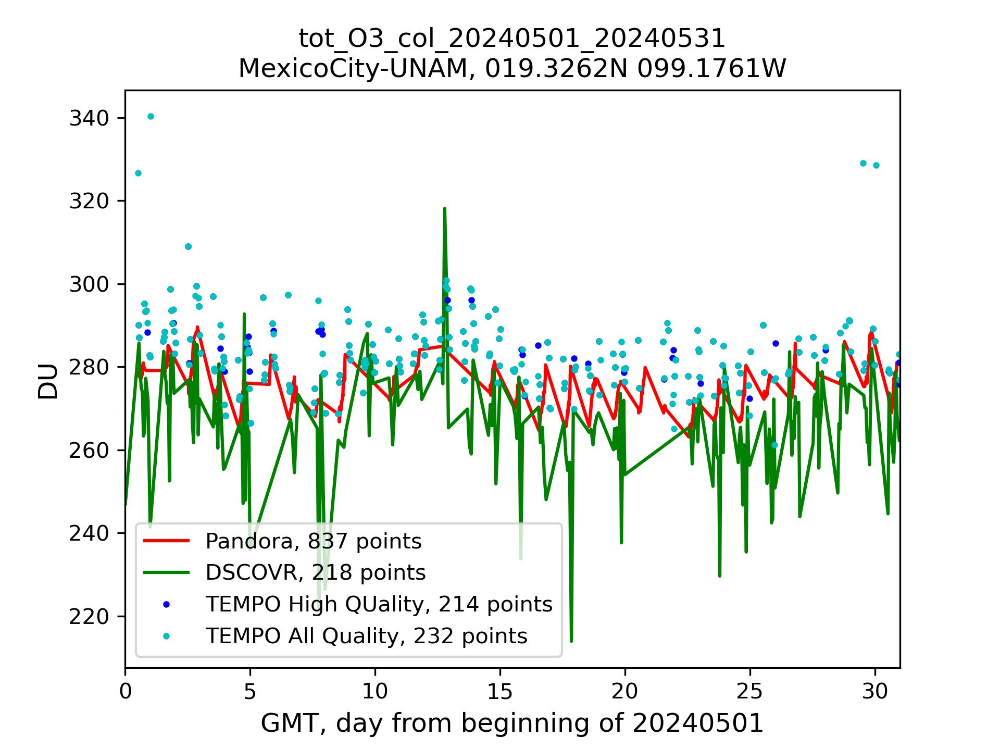 tot_O3_col_20240501_20240531
MexicoCity-UNAM, 019.3262N 099.1761W
340
320
300
280
260
240
220
DU
Pandora, 837 points
DSCOVR, 218 points
TEMPO High QUality, 214 points
TEMPO All Quality, 232 points
0 5 10 15 20 25 30
GMT, day from beginning of 20240501